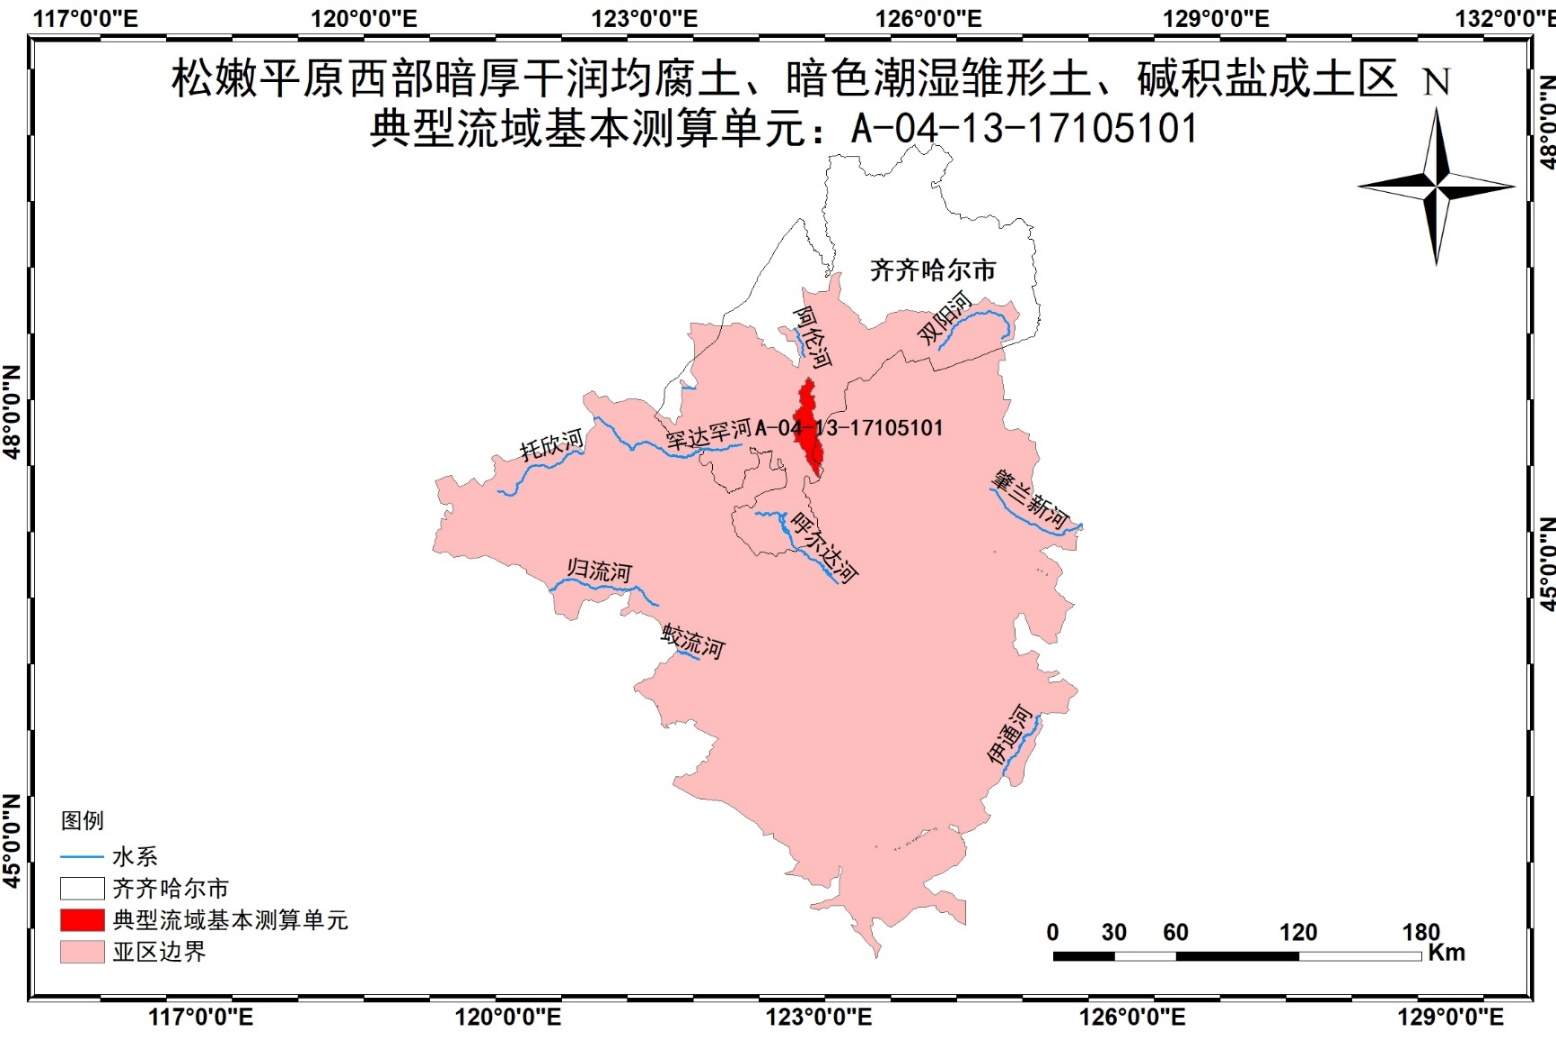 117°0'0"E 120°0'0"E 123°0'0"E 126°0'0"E 129°0'0"E 132°0'0"E
松嫩平原西部暗厚干润均腐土、暗色潮湿雏形土、碱积盐成土区
典型流域基本测算单元：A-04-13-17105101
N
48°0'0"N
齐齐哈尔市
双阳河
阿伦河
48°0'0"N
A-04-13-17105101
罕达罕河
托欣河
肇兰新河
呼尔达河
45°0'0"N
归流河
蛟流河
伊通河
45°0'0"N
图例
水系
齐齐哈尔市
典型流域基本测算单元
亚区边界
0 30 60 120 180
Km
117°0'0"E 120°0'0"E 123°0'0"E 126°0'0"E 129°0'0"E